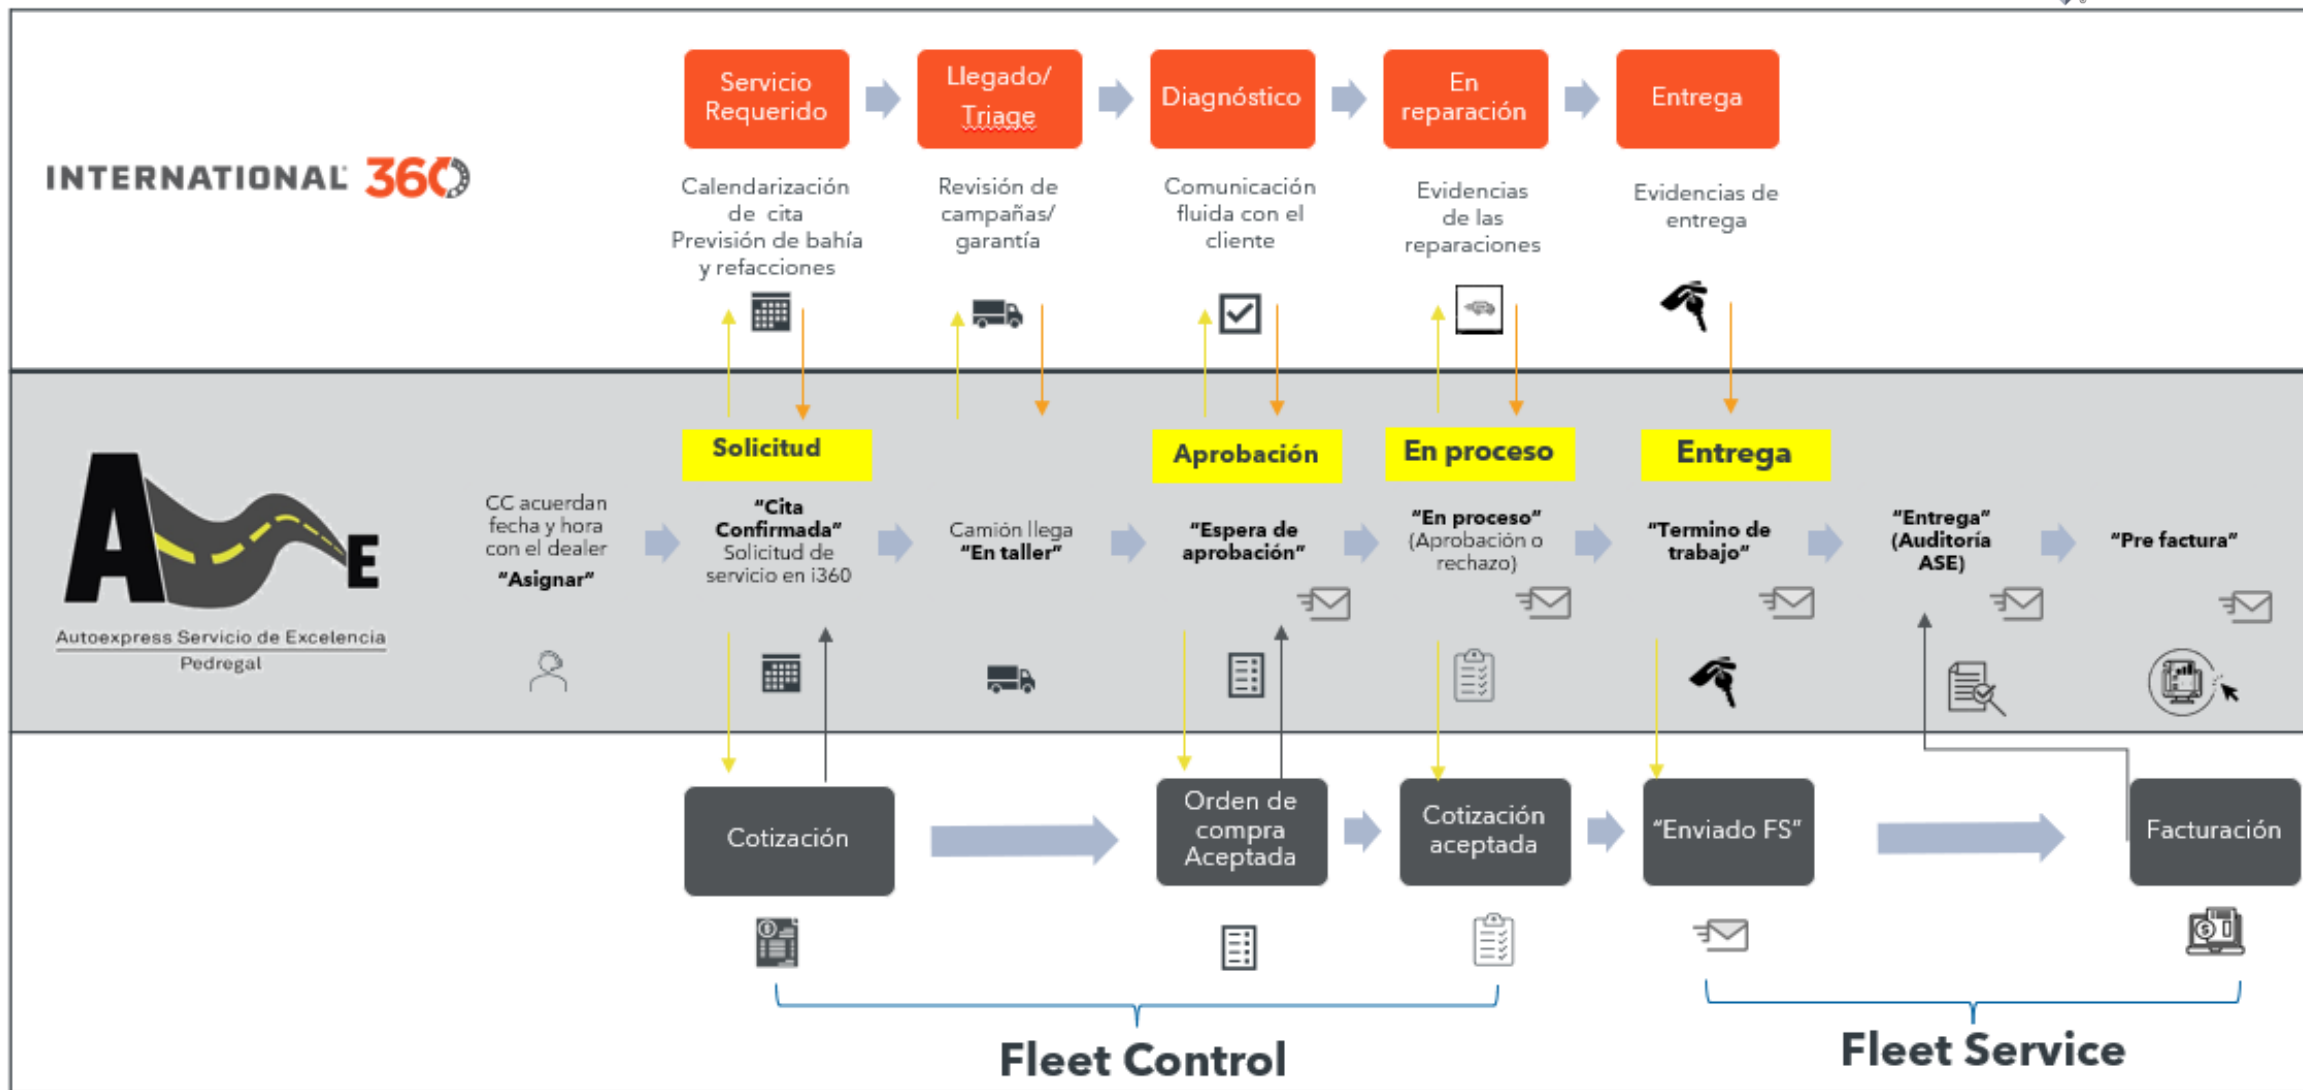 Servicio
Requerido
Llegado/
Triage
Diagnóstico
En
reparación
Entrega
INTERNATIONAL 360
Calendarización
de cita
Previsión de bahía
y refacciones
Revisión de
campañas/
garantía
Comunicación
fluida con el
cliente
Evidencias
de las
reparaciones
Evidencias de
entrega
Solicitud
Aprobación
En proceso
Entrega
A E
Autoexpress Servicio de Excelencia
Pedregal
CC acuerdan
fecha y hora
con el dealer
"Asignar"
"Cita
Confirmada"
Solicitud de
servicio en i360
Camión llega
"En taller"
"Espera de
aprobación"
"En proceso"
(Aprobación o
rechazo)
"Termino de
trabajo"
"Entrega"
(Auditoría
ASE)
"Pre factura"
Cotización
Orden de
compra
Aceptada
Cotización
aceptada
"Enviado FS"
Facturación
Fleet Control
Fleet Service